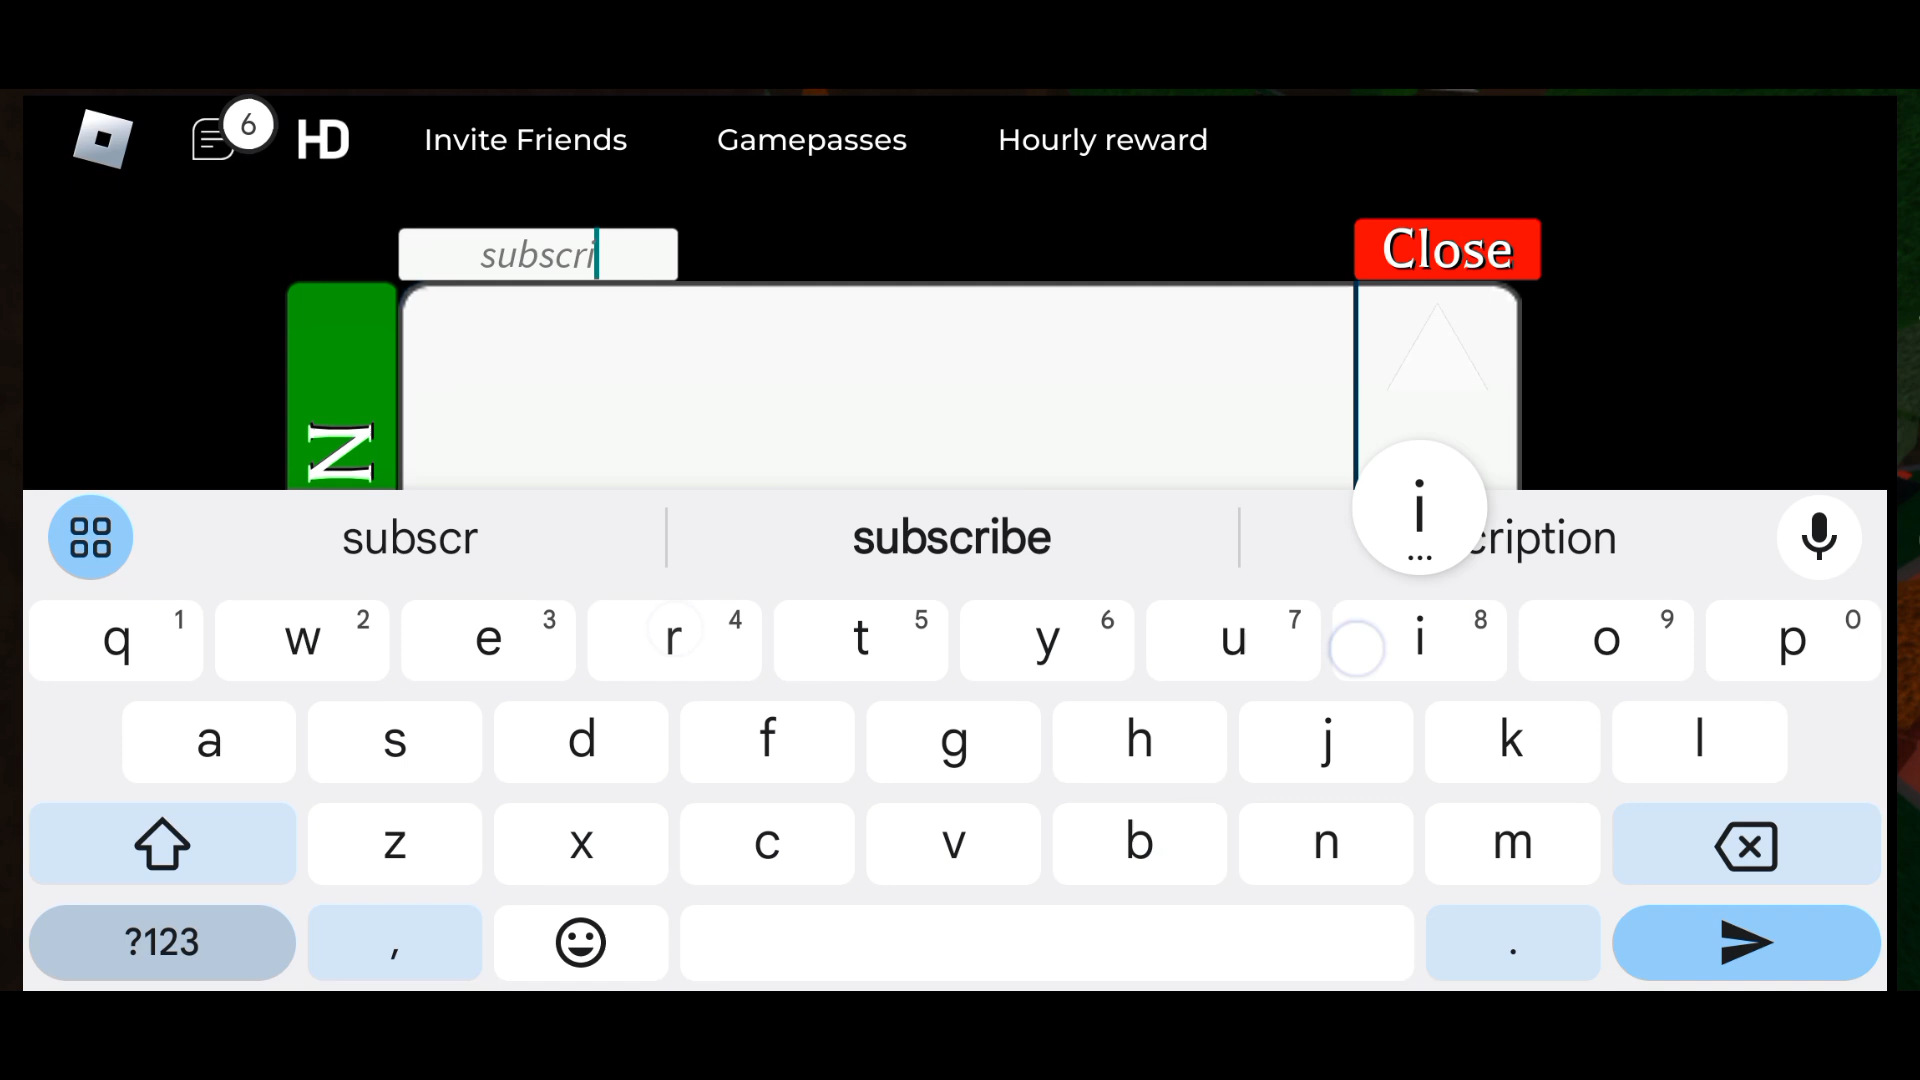 6 HD Invite Friends Gamepasses Hourly reward
subscri Close
N
subscr subscribe cription
i
...
q 1 w 2 e 3 r 4 t 5 y 6 u 7 i 8 o 9 p 0
a s d f g h j k l
z x c v b n m
?123 , .